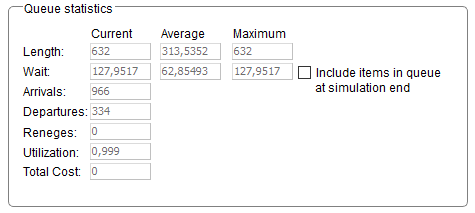 Queue statistics
Current Average Maximum
Length: 632 313,5352 632
Wait: 127,9517 62,85493 127,9517 Include items in queue
at simulation end
Arrivals: 966
Departures: 334
Reneges: 0
Utilization: 0,999
Total Cost: 0